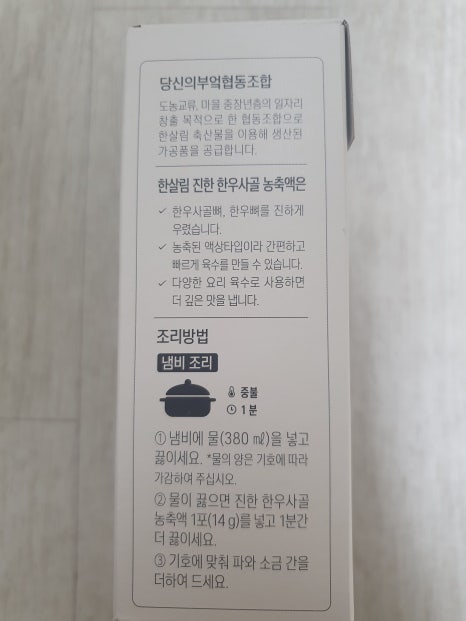 당신의부엌협동조합
도농교류, 마을 중장년층의 일자리
창출 목적으로 한 협동조합으로
한살림 축산물을 이용해 생산된
가공품을 공급합니다.
한살림 진한 한우사골 농축액은
✓ 한우사골뼈, 한우뼈를 진하게
우렸습니다.
✓ 농축된 액상타입이라 간편하고
빠르게 육수를 만들 수 있습니다.
✓ 다양한 요리 육수로 사용하면
더 깊은 맛을 냅니다.
조리방법
냄비 조리
중불
1분
① 냄비에 물(380 ㎖)을 넣고
끓이세요. *물의 양은 기호에 따라
가감하여 주십시오.
② 물이 끓으면 진한 한우사골
농축액 1포(14 g)를 넣고 1분간
더 끓이세요.
③ 기호에 맞춰 파와 소금 간을
더하여 드세요.